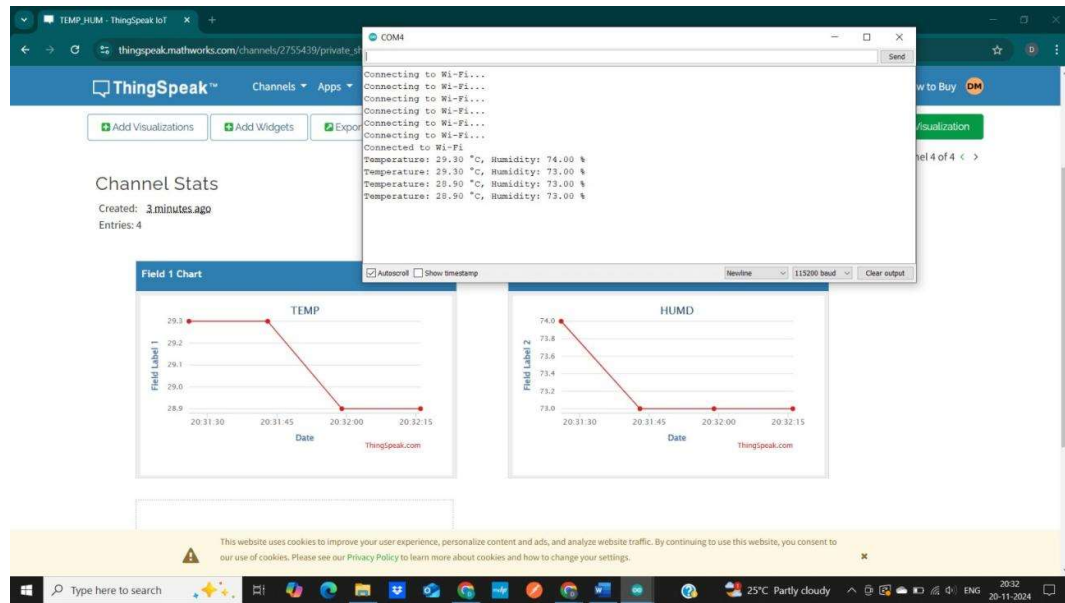 TEMP_HUM - ThingSpeak IoT
thingspeak.mathworks.com/channels/2755439/private_sh
D
COM4
Send
Connecting to Wi-Fi...
Connecting to Wi-Fi...
Connecting to Wi-Fi...
Connecting to Wi-Fi...
Connecting to Wi-Fi...
Connecting to Wi-Fi...
Connected to Wi-Fi
Temperature: 29.30 °C, Humidity: 74.00 %
Temperature: 29.30 °C, Humidity: 73.00 %
Temperature: 28.90 °C, Humidity: 73.00 %
Temperature: 28.90 °C, Humidity: 73.00 %
Autoscroll Show timestamp
Newline 115200 baud Clear output
ThingSpeak™ Channels Apps
w to Buy DM
Add Visualizations Add Widgets Expor
Visualization
nel 4 of 4 < >
Channel Stats
Created: 3 minutes ago
Entries: 4
Field 1 Chart
TEMP
29.3
29.2
29.1
29.0
28.9
Field Label 1
20:31:30 20:31:45 20:32:00 20:32:15
Date
ThingSpeak.com
HUMD
74.0
73.8
73.6
73.4
73.2
73.0
Field Label 2
20:31:30 20:31:45 20:32:00 20:32:15
Date
ThingSpeak.com
This website uses cookies to improve your user experience, personalize content and ads, and analyze website traffic. By continuing to use this website, you consent to
our use of cookies. Please see our Privacy Policy to learn more about cookies and how to change your settings.
Type here to search
25°C Partly cloudy
ENG
20:32
20-11-2024